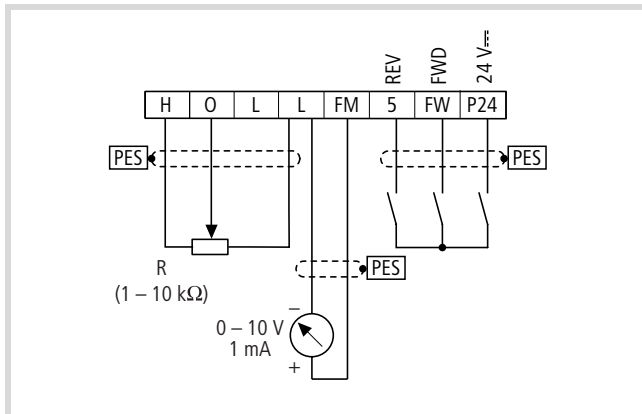 REV
FWD
24 V⎓
H O L L FM 5 FW P24
PES
PES
PES
R
(1 – 10 kΩ)
–
0 – 10 V
1 mA
+